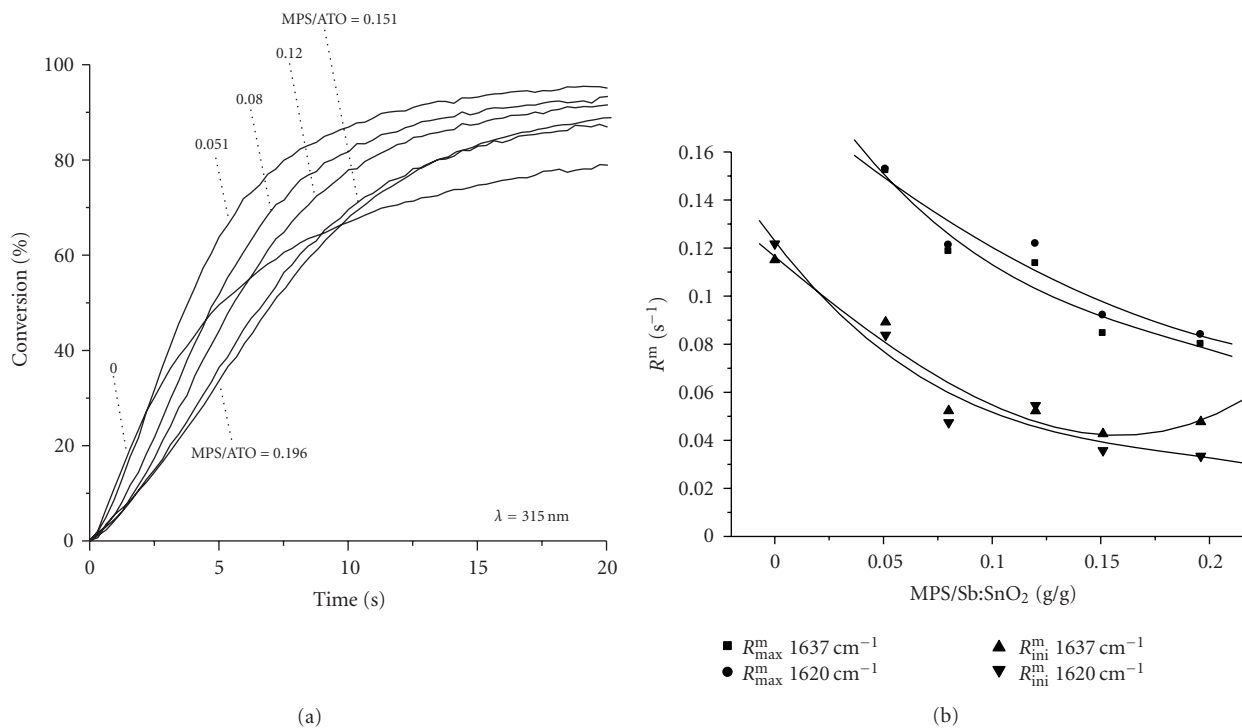 MPS/ATO = 0.151
0.12
0.08
0.051
0
MPS/ATO = 0.196
λ = 315 nm
Conversion (%)
100
80
60
40
20
0
0 5 10 15 20
Time (s)
(a)
R^m (s⁻¹)
0.16
0.14
0.12
0.1
0.08
0.06
0.04
0.02
0
0 0.05 0.1 0.15 0.2
MPS/Sb:SnO₂ (g/g)
■ R^m_max 1637 cm⁻¹
● R^m_max 1620 cm⁻¹
▲ R^m_ini 1637 cm⁻¹
▼ R^m_ini 1620 cm⁻¹
(b)